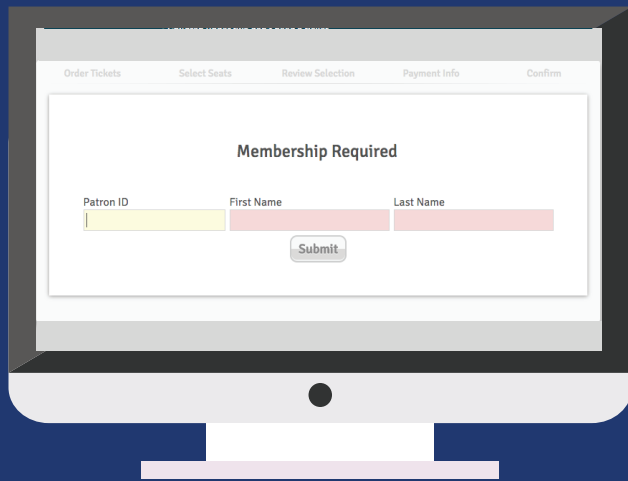 Order Tickets Select Seats Review Selection Payment Info Confirm
Membership Required
Patron ID First Name Last Name
Submit